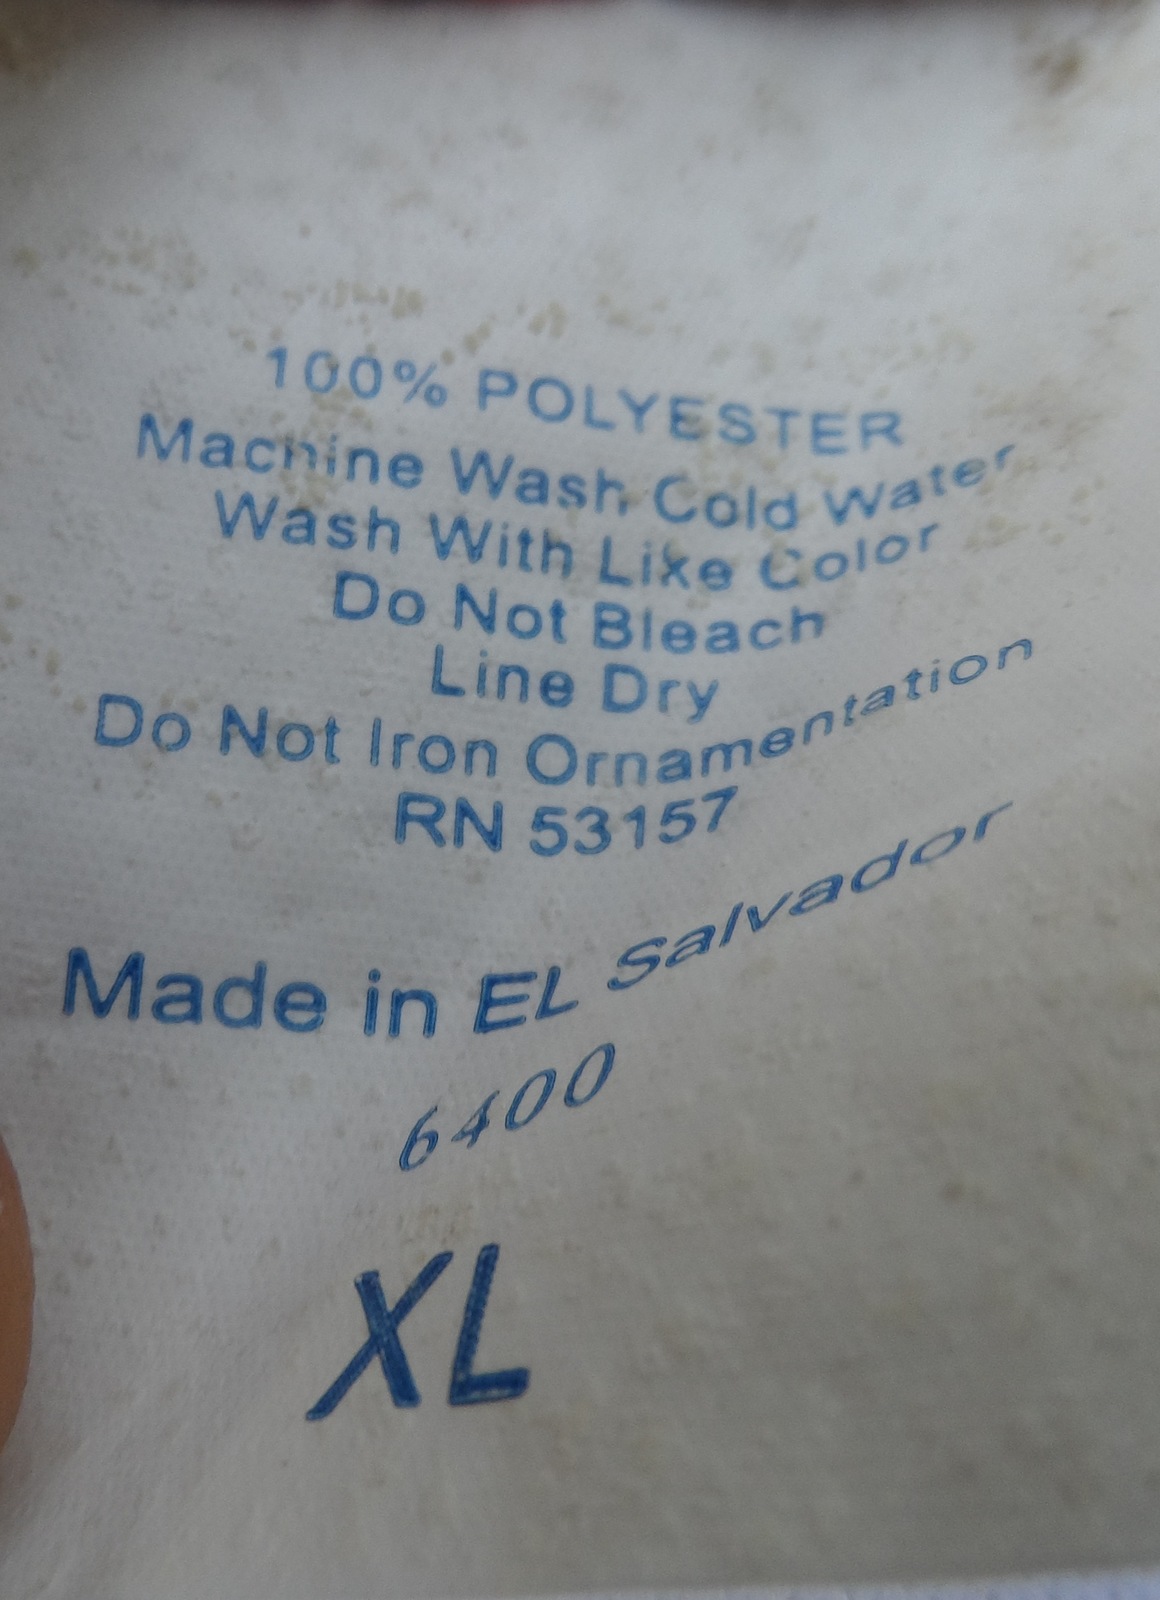 100% POLYESTER
Machine Wash Cold Water
Wash With Like Color
Do Not Bleach
Line Dry
Do Not Iron Ornamentation
RN 53157
Made in EL Salvador
6400
XL